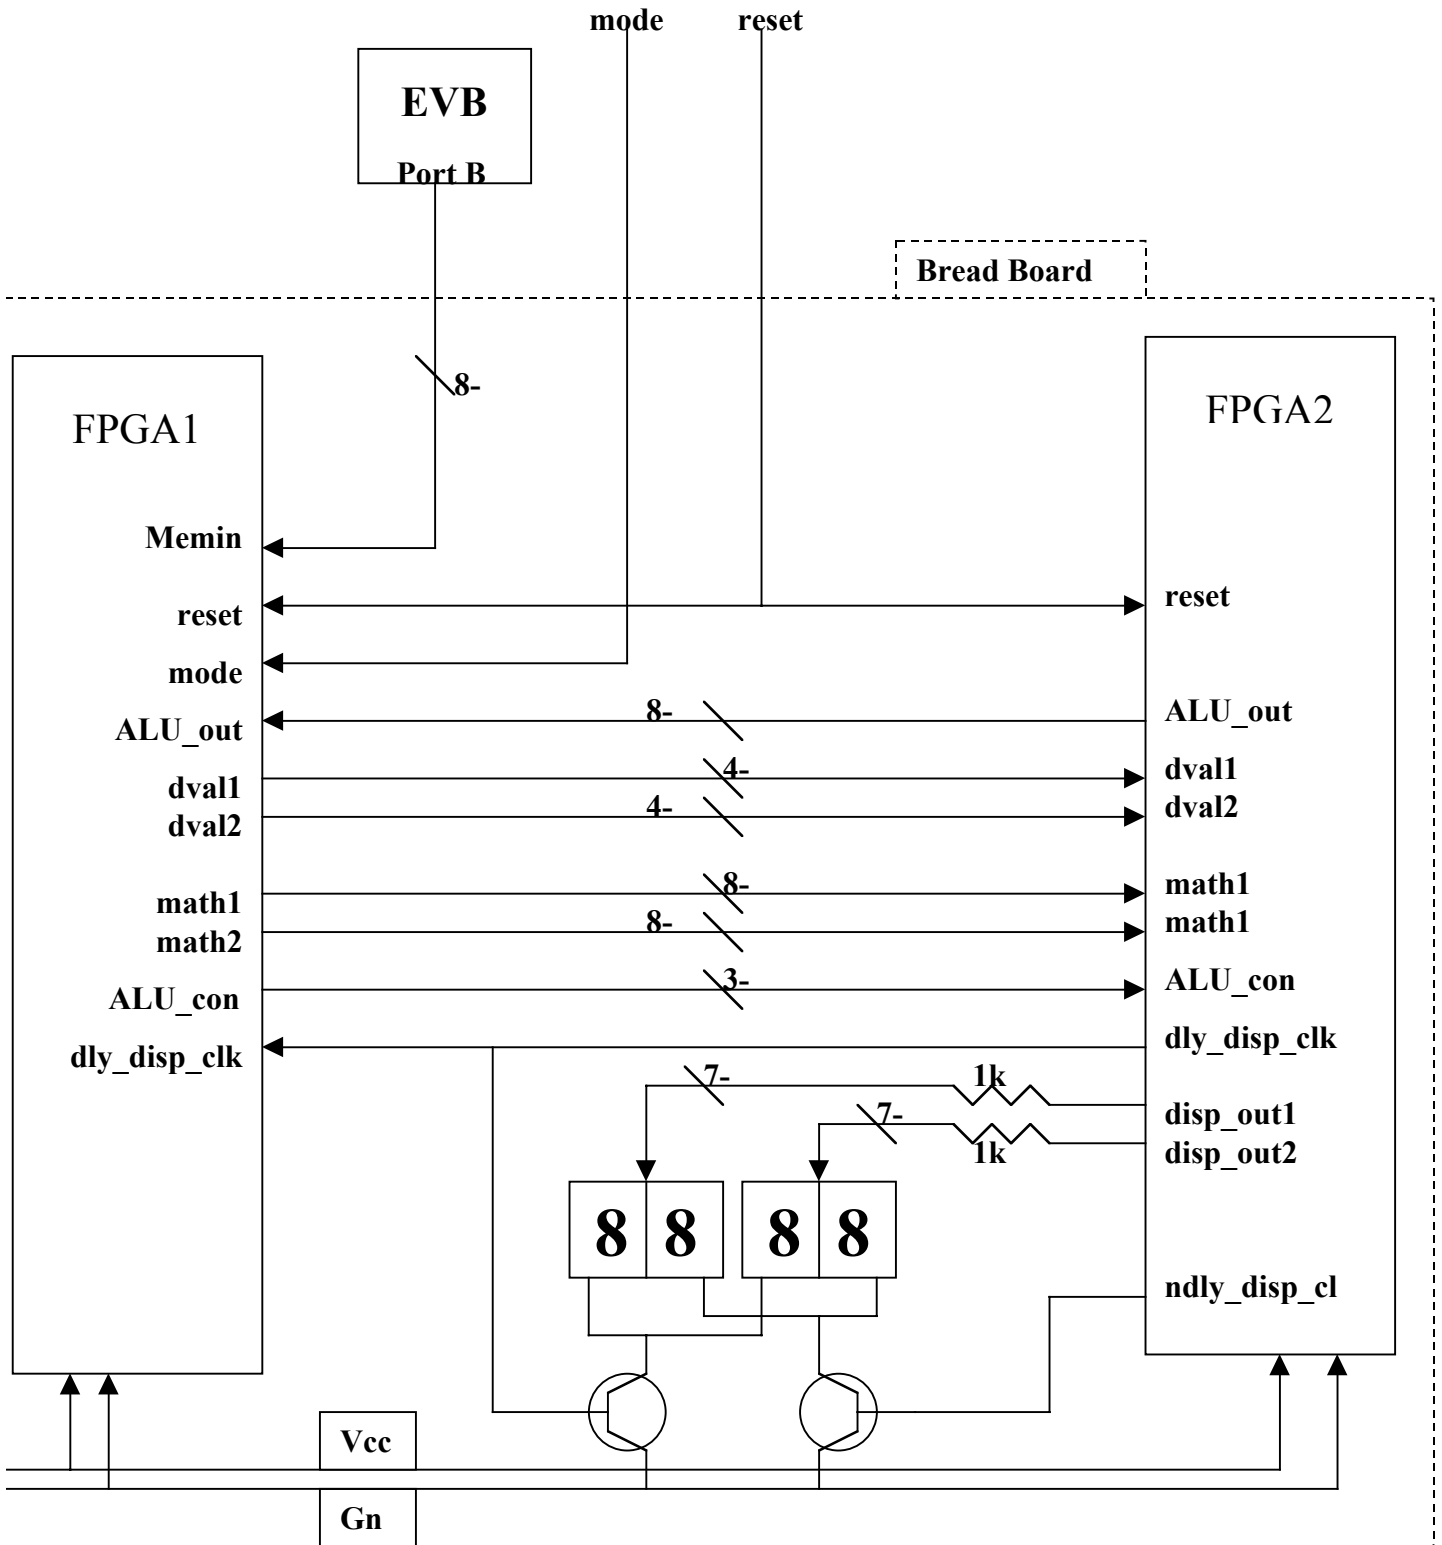 mode reset
EVB
Port B
Bread Board
8-
FPGA1
FPGA2
Memin
reset
reset
mode
ALU_out
8-
ALU_out
dval1
4-
dval1
dval2
4-
dval2
math1
8-
math1
math2
8-
math1
ALU_con
3-
ALU_con
dly_disp_clk
dly_disp_clk
7-
1k
disp_out1
7-
1k
disp_out2
8 8 8 8
ndly_disp_cl
Vcc
Gn